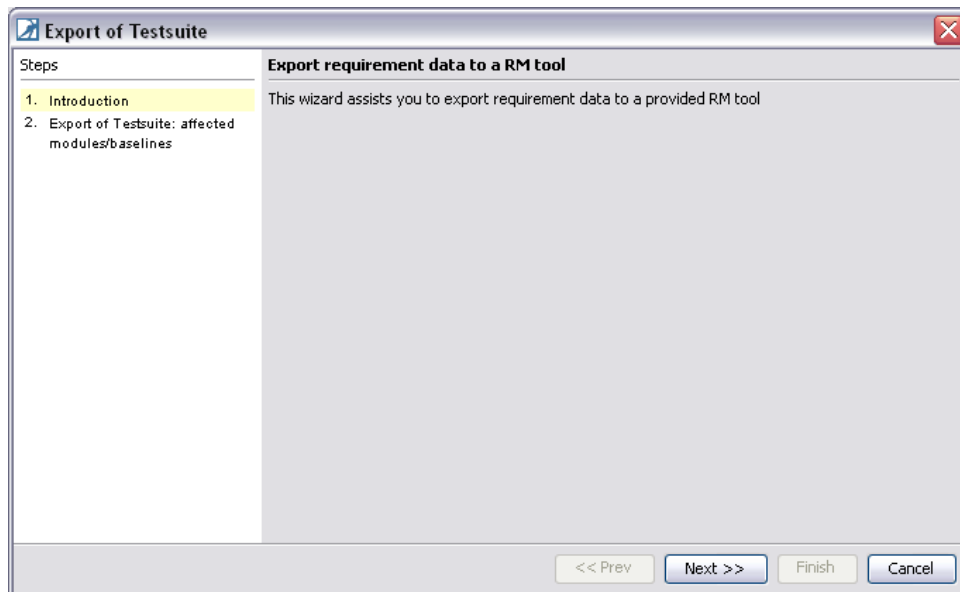 Export of Testsuite
Steps
1. Introduction
2. Export of Testsuite: affected
modules/baselines
Export requirement data to a RM tool
This wizard assists you to export requirement data to a provided RM tool
<< Prev
Next >>
Finish
Cancel